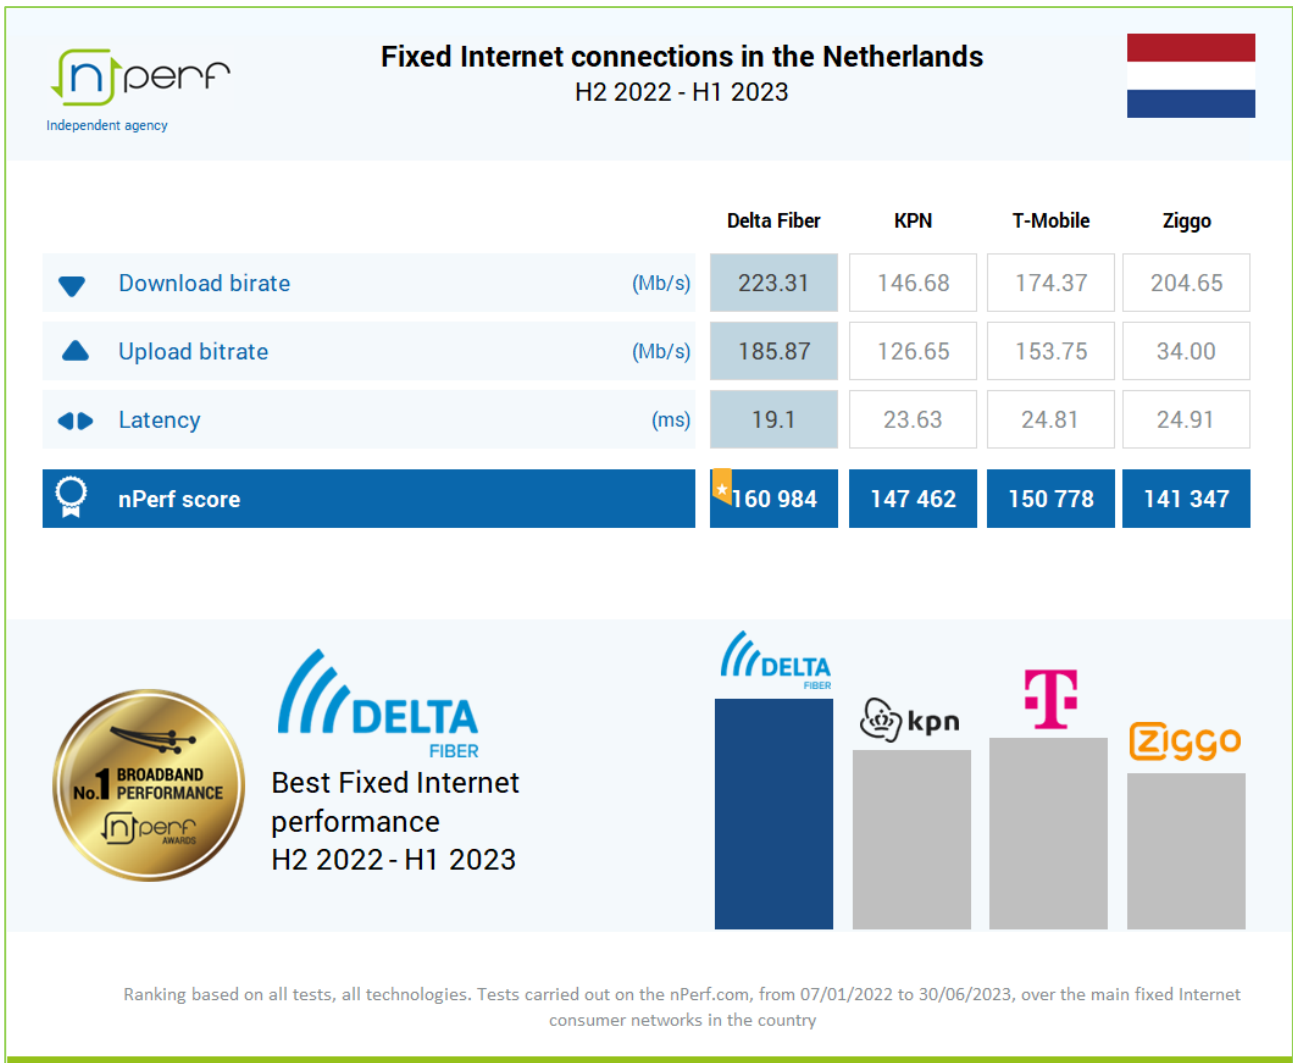 nperf
Independent agency
Fixed Internet connections in the Netherlands
H2 2022 - H1 2023
Delta Fiber KPN T-Mobile Ziggo
Download birate (Mb/s) 223.31 146.68 174.37 204.65
Upload bitrate (Mb/s) 185.87 126.65 153.75 34.00
Latency (ms) 19.1 23.63 24.81 24.91
nPerf score 160 984 147 462 150 778 141 347
No.1 BROADBAND
PERFORMANCE
nperf
AWARDS
DELTA
FIBER
Best Fixed Internet
performance
H2 2022 - H1 2023
DELTA
FIBER
kpn
T
ziggo
Ranking based on all tests, all technologies. Tests carried out on the nPerf.com, from 07/01/2022 to 30/06/2023, over the main fixed Internet
consumer networks in the country